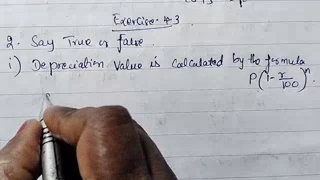 Exercise 4.3
2. Say True or false.
i) Depreciation value is calculated by the formula
P(1 - r/100)ⁿ.